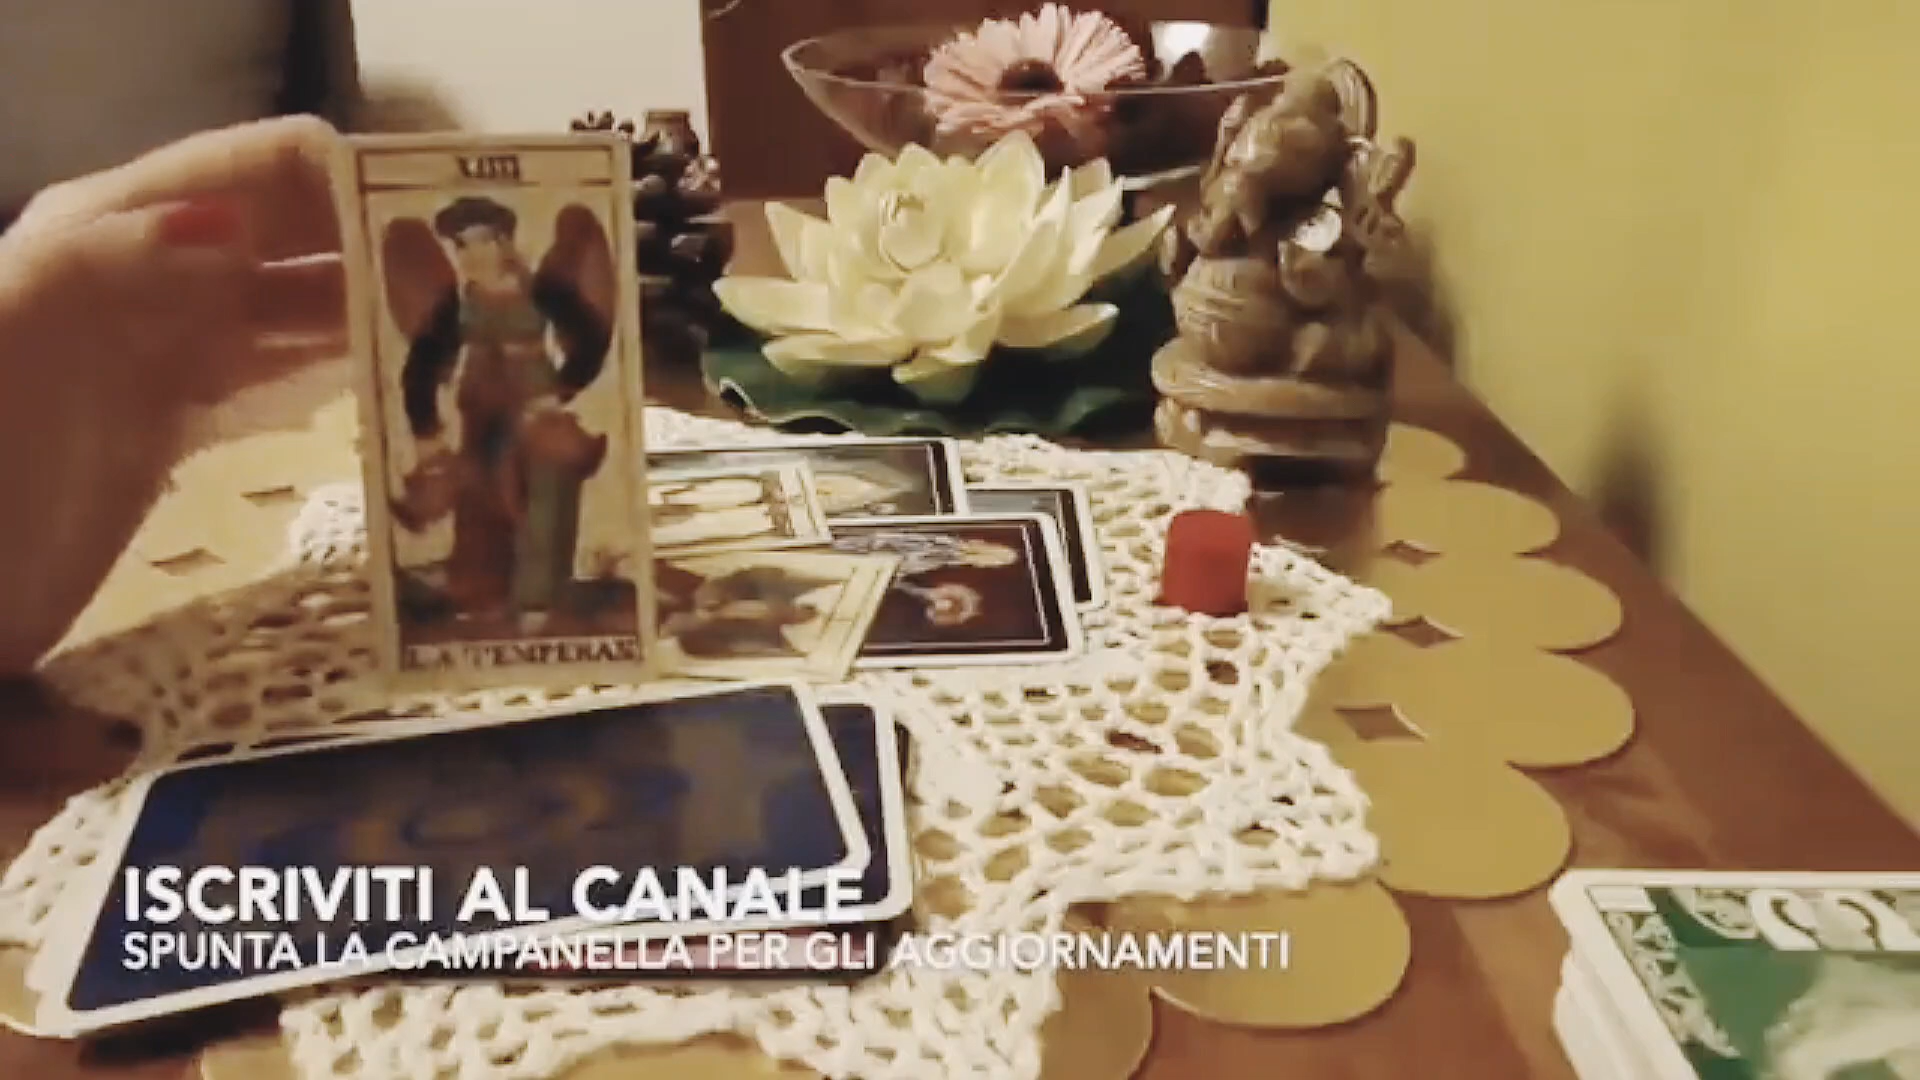 XIIII
LA TEMPERAN
ISCRIVITI AL CANALE
SPUNTA LA CAMPANELLA PER GLI AGGIORNAMENTI